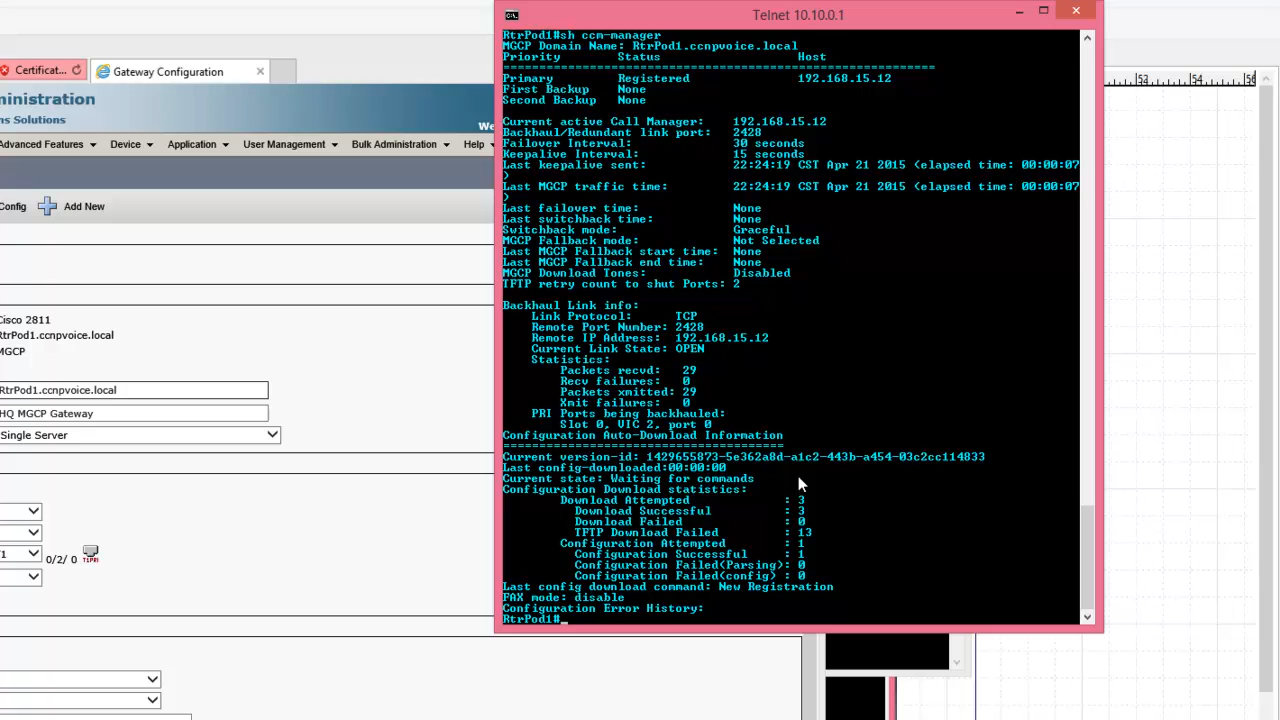 Telnet 10.10.0.1
RtrPod1#sh ccm-manager
MGCP Domain Name: RtrPod1.ccnpvoice.local
Priority Status Host
============================================================
Primary Registered 192.168.15.12
First Backup None
Second Backup None
Current active Call Manager: 192.168.15.12
Backhaul/Redundant link port: 2428
Failover Interval: 30 seconds
Keepalive Interval: 15 seconds
Last keepalive sent: 22:24:19 CST Apr 21 2015 (elapsed time: 00:00:07
)
Last MGCP traffic time: 22:24:19 CST Apr 21 2015 (elapsed time: 00:00:07
)
Last failover time: None
Last switchback time: None
Switchback mode: Graceful
MGCP Fallback mode: Not Selected
Last MGCP Fallback start time: None
Last MGCP Fallback end time: None
MGCP Download Tones: Disabled
TFTP retry count to shut Ports: 2
Backhaul Link info:
Link Protocol: TCP
Remote Port Number: 2428
Remote IP Address: 192.168.15.12
Current Link State: OPEN
Statistics:
Packets recvd: 29
Recv failures: 0
Packets xmitted: 29
Xmit failures: 0
PRI Ports being backhauled:
Slot 0, VIC 2, port 0
Configuration Auto-Download Information
=======================================
Current version-id: 1429655873-5e362a8d-a1c2-443b-a454-03c2cc114833
Last config-downloaded:00:00:00
Current state: Waiting for commands
Configuration Download statistics:
Download Attempted : 3
Download Successful : 3
Download Failed : 0
TFTP Download Failed : 13
Configuration Attempted : 1
Configuration Successful : 1
Configuration Failed(Parsing): 0
Configuration Failed(config) : 0
Last config download command: New Registration
FAX mode: disable
Configuration Error History:
RtrPod1#
Certificat...
Gateway Configuration
ninistration
ns Solutions
We
Advanced Features Device Application User Management Bulk Administration Help
Config Add New
Cisco 2811
RtrPod1.ccnpvoice.local
MGCP
RtrPod1.ccnpvoice.local
HQ MGCP Gateway
Single Server
0/2/ 0
T1PRI
53 54